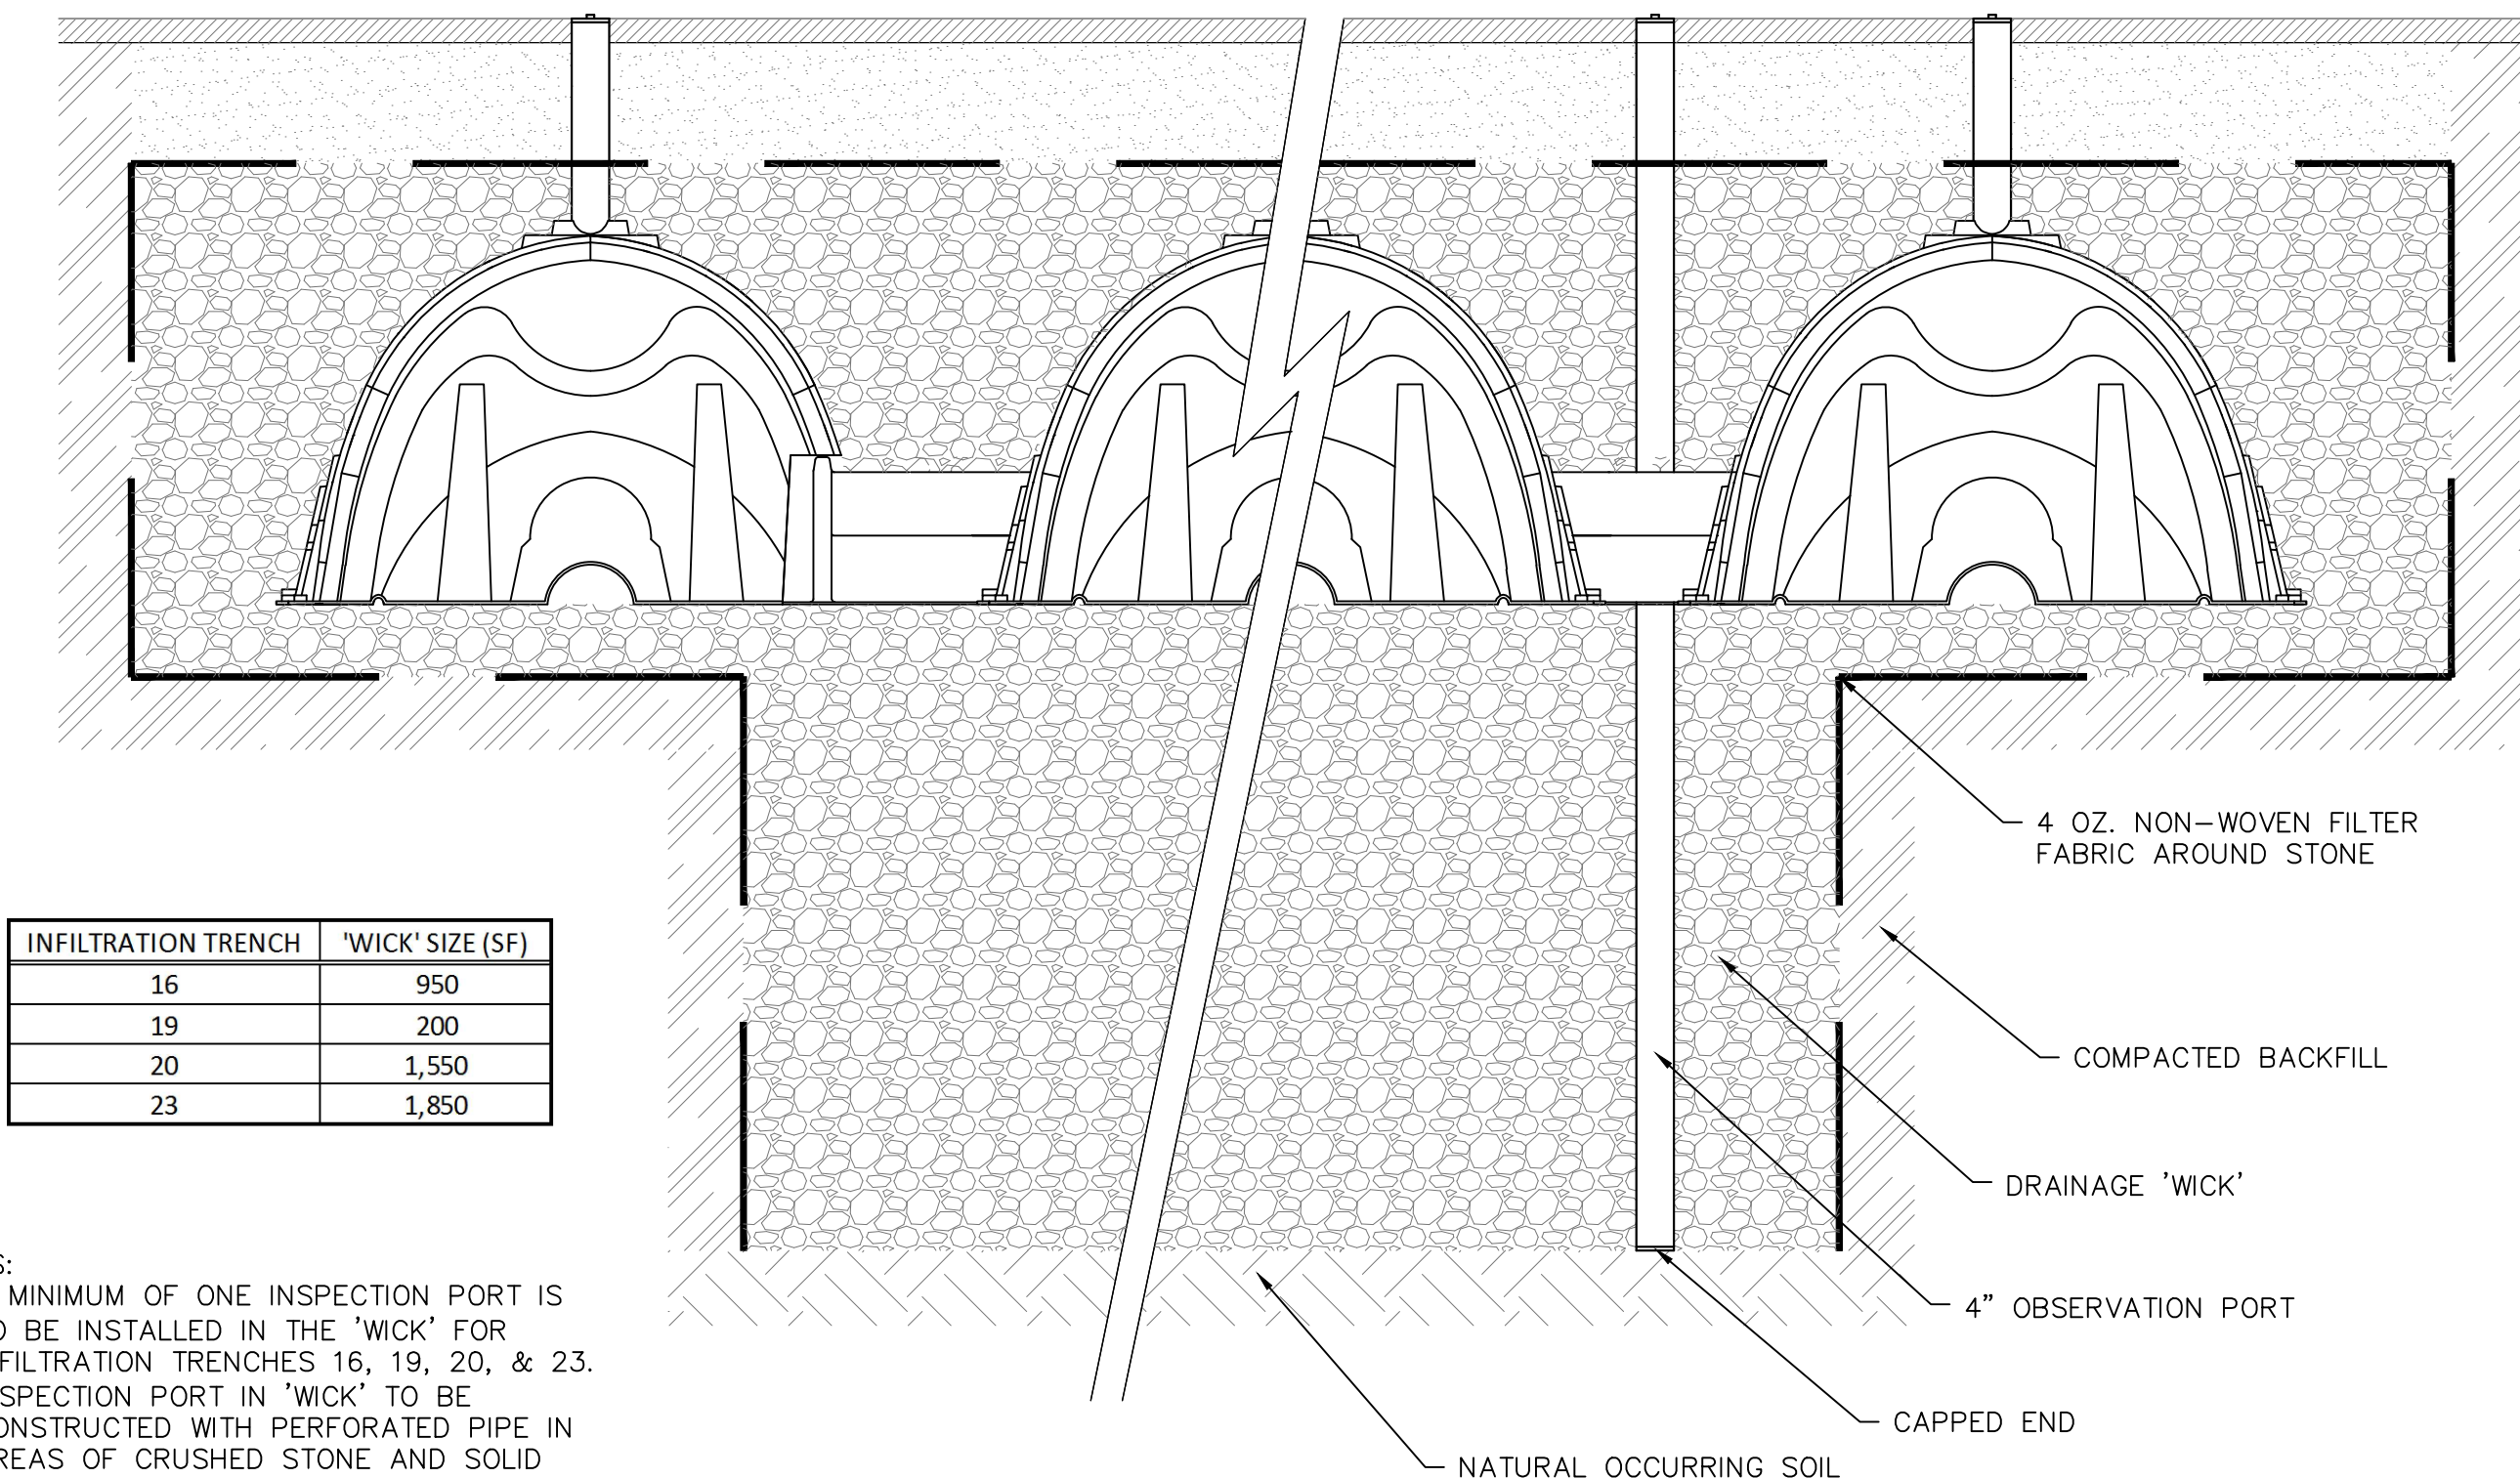 4 OZ. NON-WOVEN FILTER
FABRIC AROUND STONE
INFILTRATION TRENCH 'WICK' SIZE (SF)
16 950
19 200
20 1,550
23 1,850
COMPACTED BACKFILL
DRAINAGE 'WICK'
4" OBSERVATION PORT
CAPPED END
NATURAL OCCURRING SOIL
S:
MINIMUM OF ONE INSPECTION PORT IS
BE INSTALLED IN THE 'WICK' FOR
FILTRATION TRENCHES 16, 19, 20, & 23.
SPECTION PORT IN 'WICK' TO BE
ONSTRUCTED WITH PERFORATED PIPE IN
REAS OF CRUSHED STONE AND SOLID